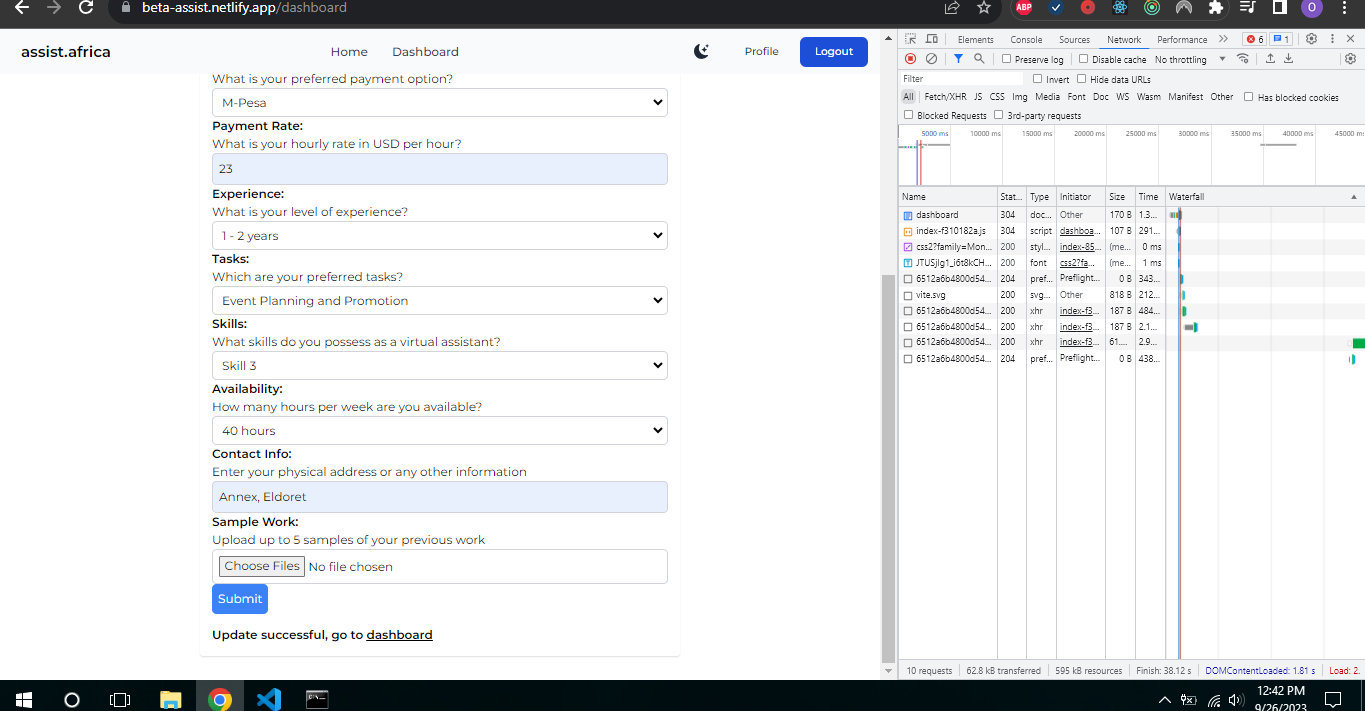 beta-assist.netlify.app/dashboard
ABP
O
assist.africa Home Dashboard Profile Logout
What is your preferred payment option?
M-Pesa
Payment Rate:
What is your hourly rate in USD per hour?
23
Experience:
What is your level of experience?
1 - 2 years
Tasks:
Which are your preferred tasks?
Event Planning and Promotion
Skills:
What skills do you possess as a virtual assistant?
Skill 3
Availability:
How many hours per week are you available?
40 hours
Contact Info:
Enter your physical address or any other information
Annex, Eldoret
Sample Work:
Upload up to 5 samples of your previous work
Choose Files No file chosen
Submit
Update successful, go to dashboard
Elements Console Sources Network Performance 6 1
Preserve log Disable cache No throttling
Filter Invert Hide data URLs
All Fetch/XHR JS CSS Img Media Font Doc WS Wasm Manifest Other Has blocked cookies
Blocked Requests 3rd-party requests
5000 ms 10000 ms 15000 ms 20000 ms 25000 ms 30000 ms 35000 ms 40000 ms 45000 ms
Name Stat... Type Initiator Size Time Waterfall
dashboard 304 doc... Other 170 B 1.3...
index-f310182a.js 304 script dashboa... 107 B 291...
css2?family=Mon... 200 styl... index-85... (me... 0 ms
JTUSjIg1_i6t8kCH... 200 font css2?fa... (me... 1 ms
6512a6b4800d54... 204 pref... Preflight... 0 B 343...
vite.svg 200 svg... Other 818 B 212...
6512a6b4800d54... 200 xhr index-f3... 187 B 484...
6512a6b4800d54... 200 xhr index-f3... 187 B 2.1...
6512a6b4800d54... 200 xhr index-f3... 61.... 2.9...
6512a6b4800d54... 204 pref... Preflight... 0 B 438...
10 requests 62.8 kB transferred 595 kB resources Finish: 38.12 s DOMContentLoaded: 1.81 s Load: 2.
12:42 PM
9/26/2023